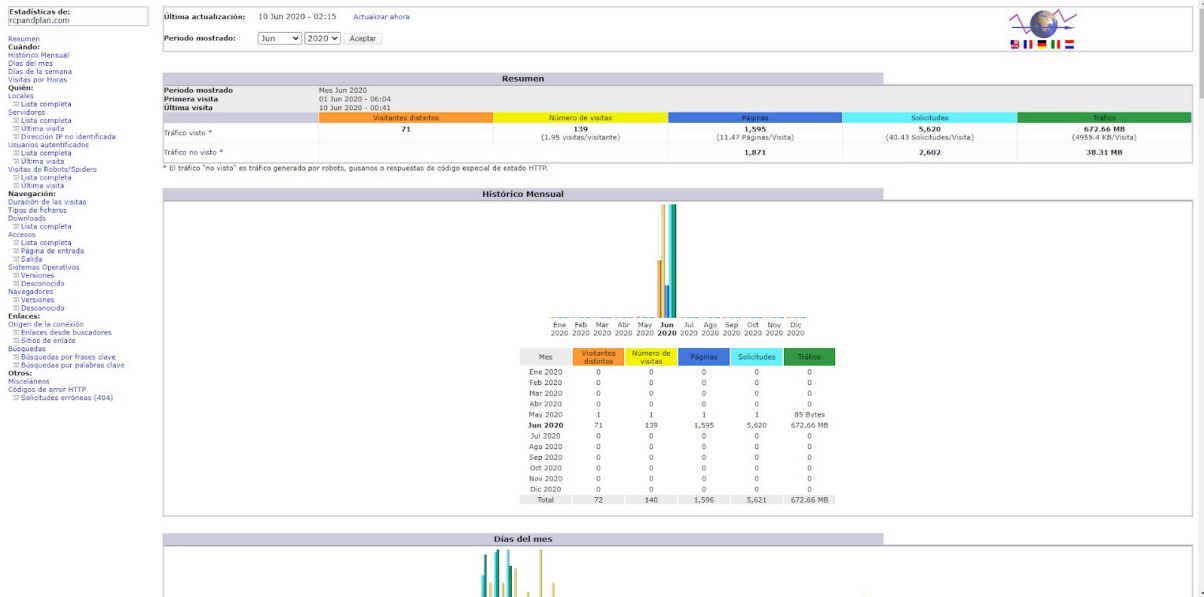 Estadísticas de:
rcpandplan.com
Resumen
Cuándo:
Histórico Mensual
Días del mes
Días de la semana
Visitas por Horas
Quién:
Locales
Lista completa
Servidores
Lista completa
Última visita
Dirección IP no identificada
Usuarios autentificados
Lista completa
Última visita
Visitas de Robots/Spiders
Lista completa
Última visita
Navegación:
Duración de las visitas
Tipos de ficheros
Downloads
Lista completa
Accesos
Lista completa
Página de entrada
Salida
Sistemas Operativos
Versiones
Desconocido
Navegadores
Versiones
Desconocido
Enlaces:
Origen de la conexión
Enlaces desde buscadores
Sitios de enlace
Búsquedas
Búsquedas por frases clave
Búsquedas por palabras clave
Otros:
Misceláneos
Códigos de error HTTP
Solicitudes erróneas (404)
Última actualización: 10 Jun 2020 - 02:15 Actualizar ahora
Periodo mostrado: Jun 2020 Aceptar
Resumen
Periodo mostrado Mes Jun 2020
Primera visita 01 Jun 2020 - 06:04
Última visita 10 Jun 2020 - 00:41
Visitantes distintos Número de visitas Páginas Solicitudes Tráfico
Tráfico visto * 71 139 1,595 5,620 672.66 MB
(1.95 visitas/visitante) (11.47 Páginas/Visita) (40.43 Solicitudes/Visita) (4955.4 KB/Visita)
Tráfico no visto * 1,871 2,602 38.31 MB
* El tráfico "no visto" es tráfico generado por robots, gusanos o respuestas de código especial de estado HTTP.
Histórico Mensual
Ene Feb Mar Abr May Jun Jul Ago Sep Oct Nov Dic
2020 2020 2020 2020 2020 2020 2020 2020 2020 2020 2020 2020
Mes Visitantes distintos Número de visitas Páginas Solicitudes Tráfico
Ene 2020 0 0 0 0 0
Feb 2020 0 0 0 0 0
Mar 2020 0 0 0 0 0
Abr 2020 0 0 0 0 0
May 2020 1 1 1 1 85 Bytes
Jun 2020 71 139 1,595 5,620 672.66 MB
Jul 2020 0 0 0 0 0
Ago 2020 0 0 0 0 0
Sep 2020 0 0 0 0 0
Oct 2020 0 0 0 0 0
Nov 2020 0 0 0 0 0
Dic 2020 0 0 0 0 0
Total 72 140 1,596 5,621 672.66 MB
Días del mes